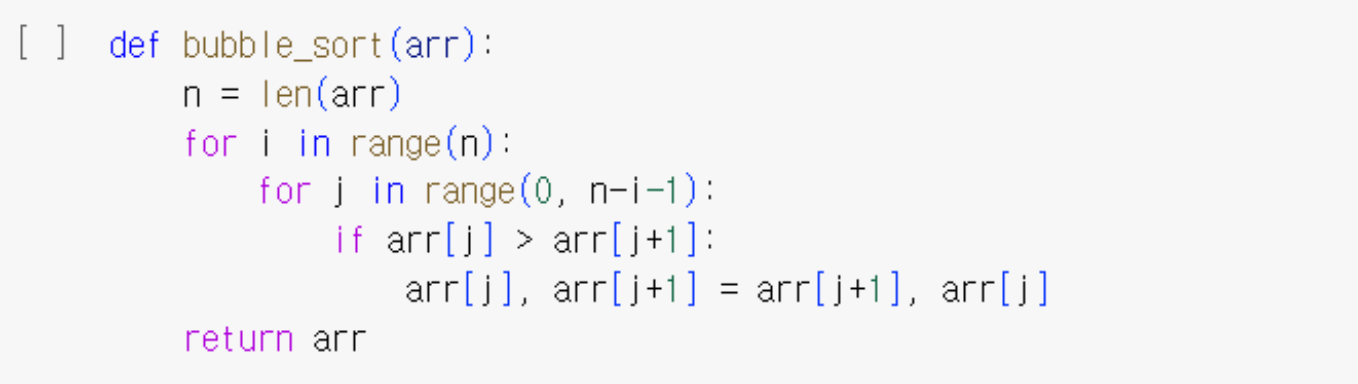 [ ] def bubble_sort(arr):
    n = len(arr)
    for i in range(n):
        for j in range(0, n-i-1):
            if arr[j] > arr[j+1]:
                arr[j], arr[j+1] = arr[j+1], arr[j]
    return arr